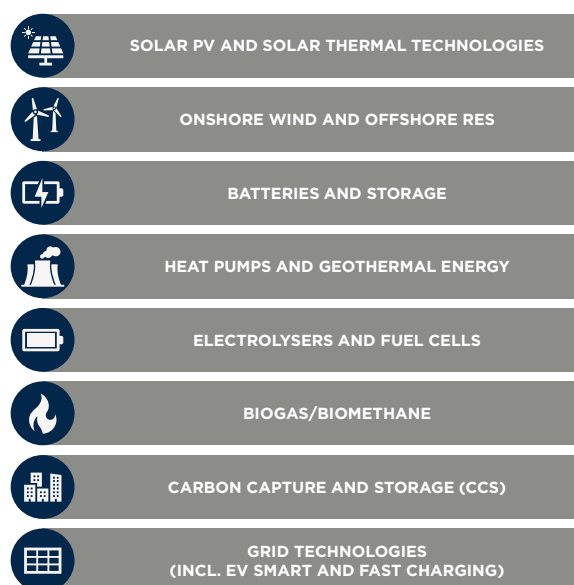 SOLAR PV AND SOLAR THERMAL TECHNOLOGIES
ONSHORE WIND AND OFFSHORE RES
BATTERIES AND STORAGE
HEAT PUMPS AND GEOTHERMAL ENERGY
ELECTROLYSERS AND FUEL CELLS
BIOGAS/BIOMETHANE
CARBON CAPTURE AND STORAGE (CCS)
GRID TECHNOLOGIES
(INCL. EV SMART AND FAST CHARGING)